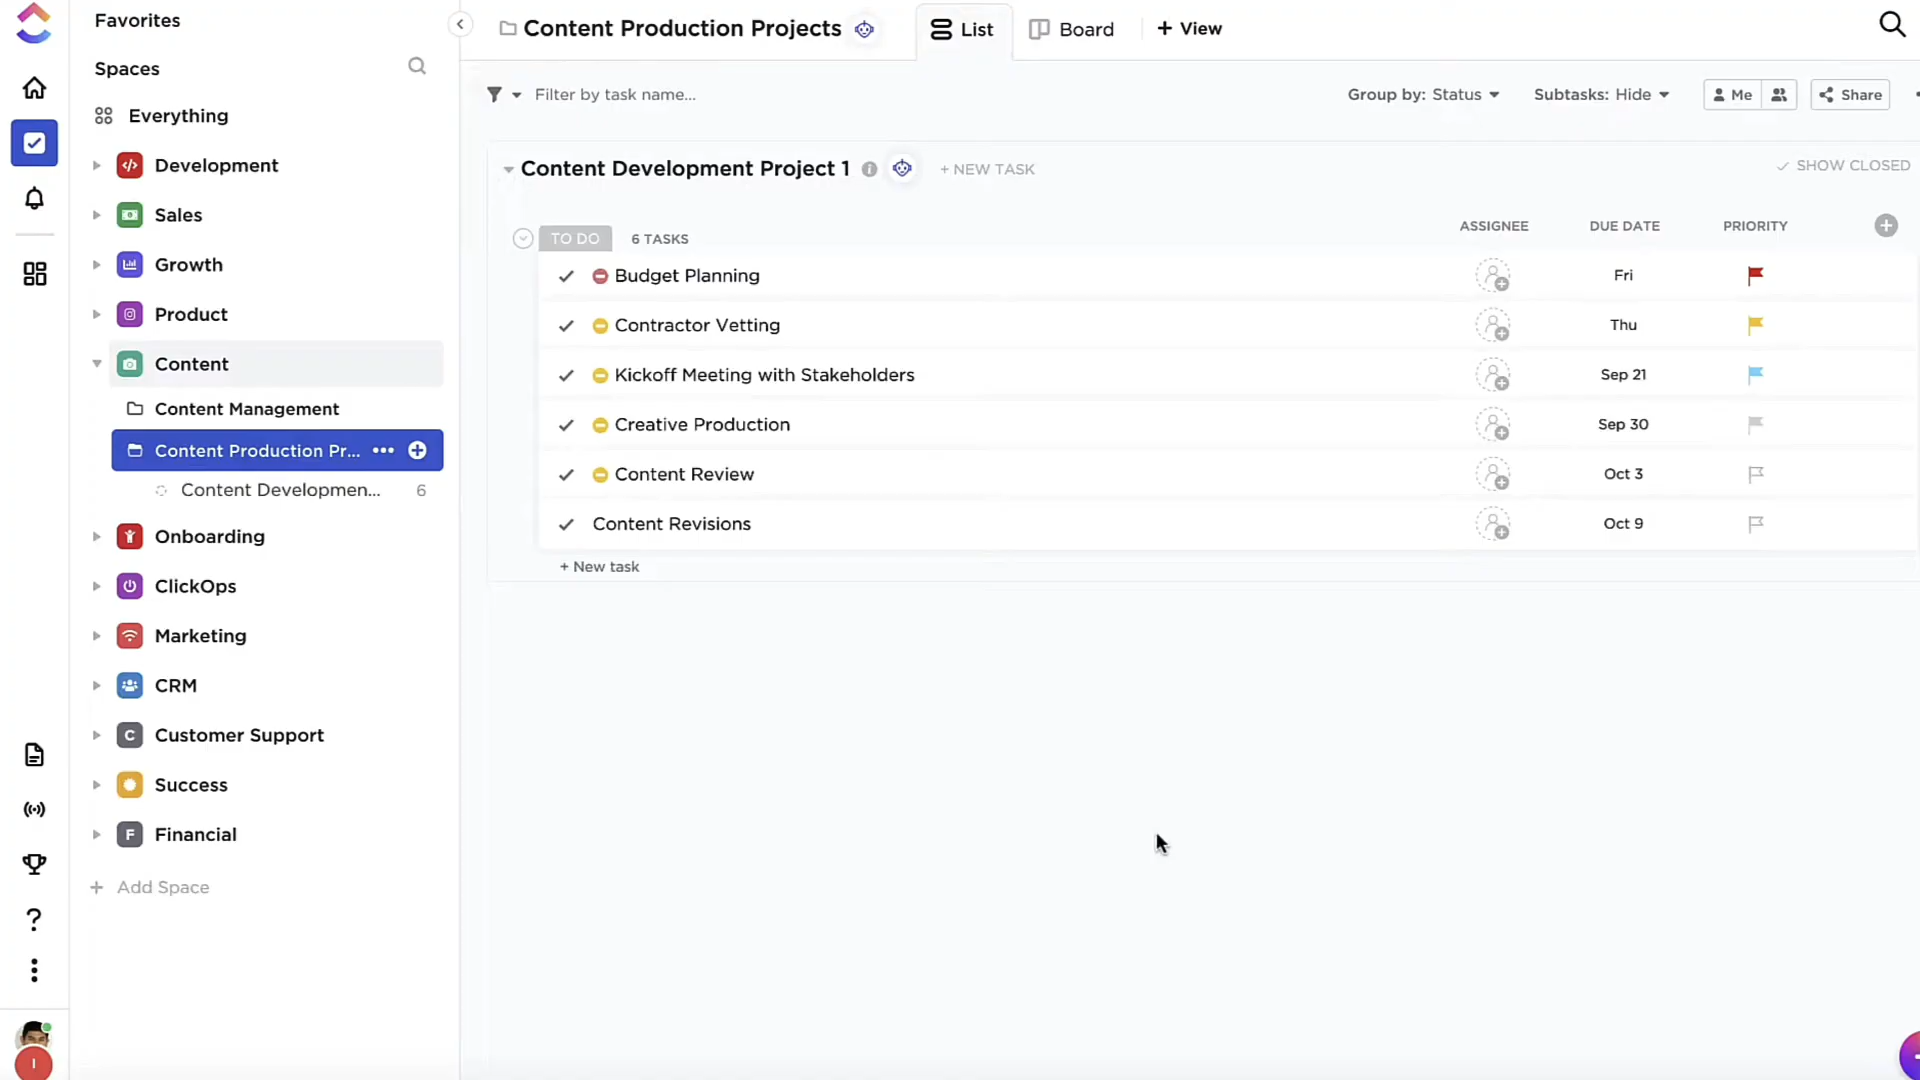 Favorites
Spaces
Everything
Development
Sales
Growth
Product
Content
Content Management
Content Production Pr...
Content Developmen... 6
Onboarding
ClickOps
Marketing
CRM
C Customer Support
Success
F Financial
+ Add Space
?
I
Content Production Projects
List
Board
+ View
Filter by task name...
Group by: Status
Subtasks: Hide
Me
Share
Content Development Project 1
+ NEW TASK
SHOW CLOSED
TO DO 6 TASKS ASSIGNEE DUE DATE PRIORITY
Budget Planning Fri
Contractor Vetting Thu
Kickoff Meeting with Stakeholders Sep 21
Creative Production Sep 30
Content Review Oct 3
Content Revisions Oct 9
+ New task